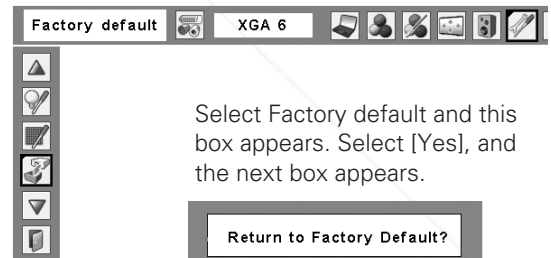 Factory default XGA 6
Select Factory default and this
box appears. Select [Yes], and
the next box appears.
Return to Factory Default?